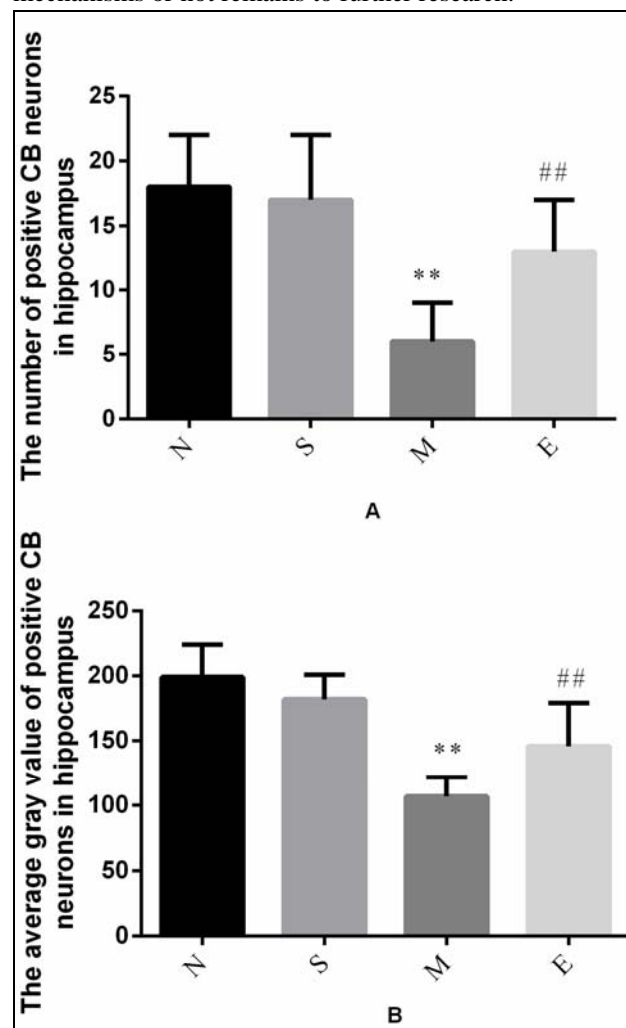 mechanisms or not remains to further research.
The number of positive CB neurons
in hippocampus
25
20
15
10
5
0
**
##
N
S
M
E
A
The average gray value of positive CB
neurons in hippocampus
250
200
150
100
50
0
**
##
N
S
M
E
B